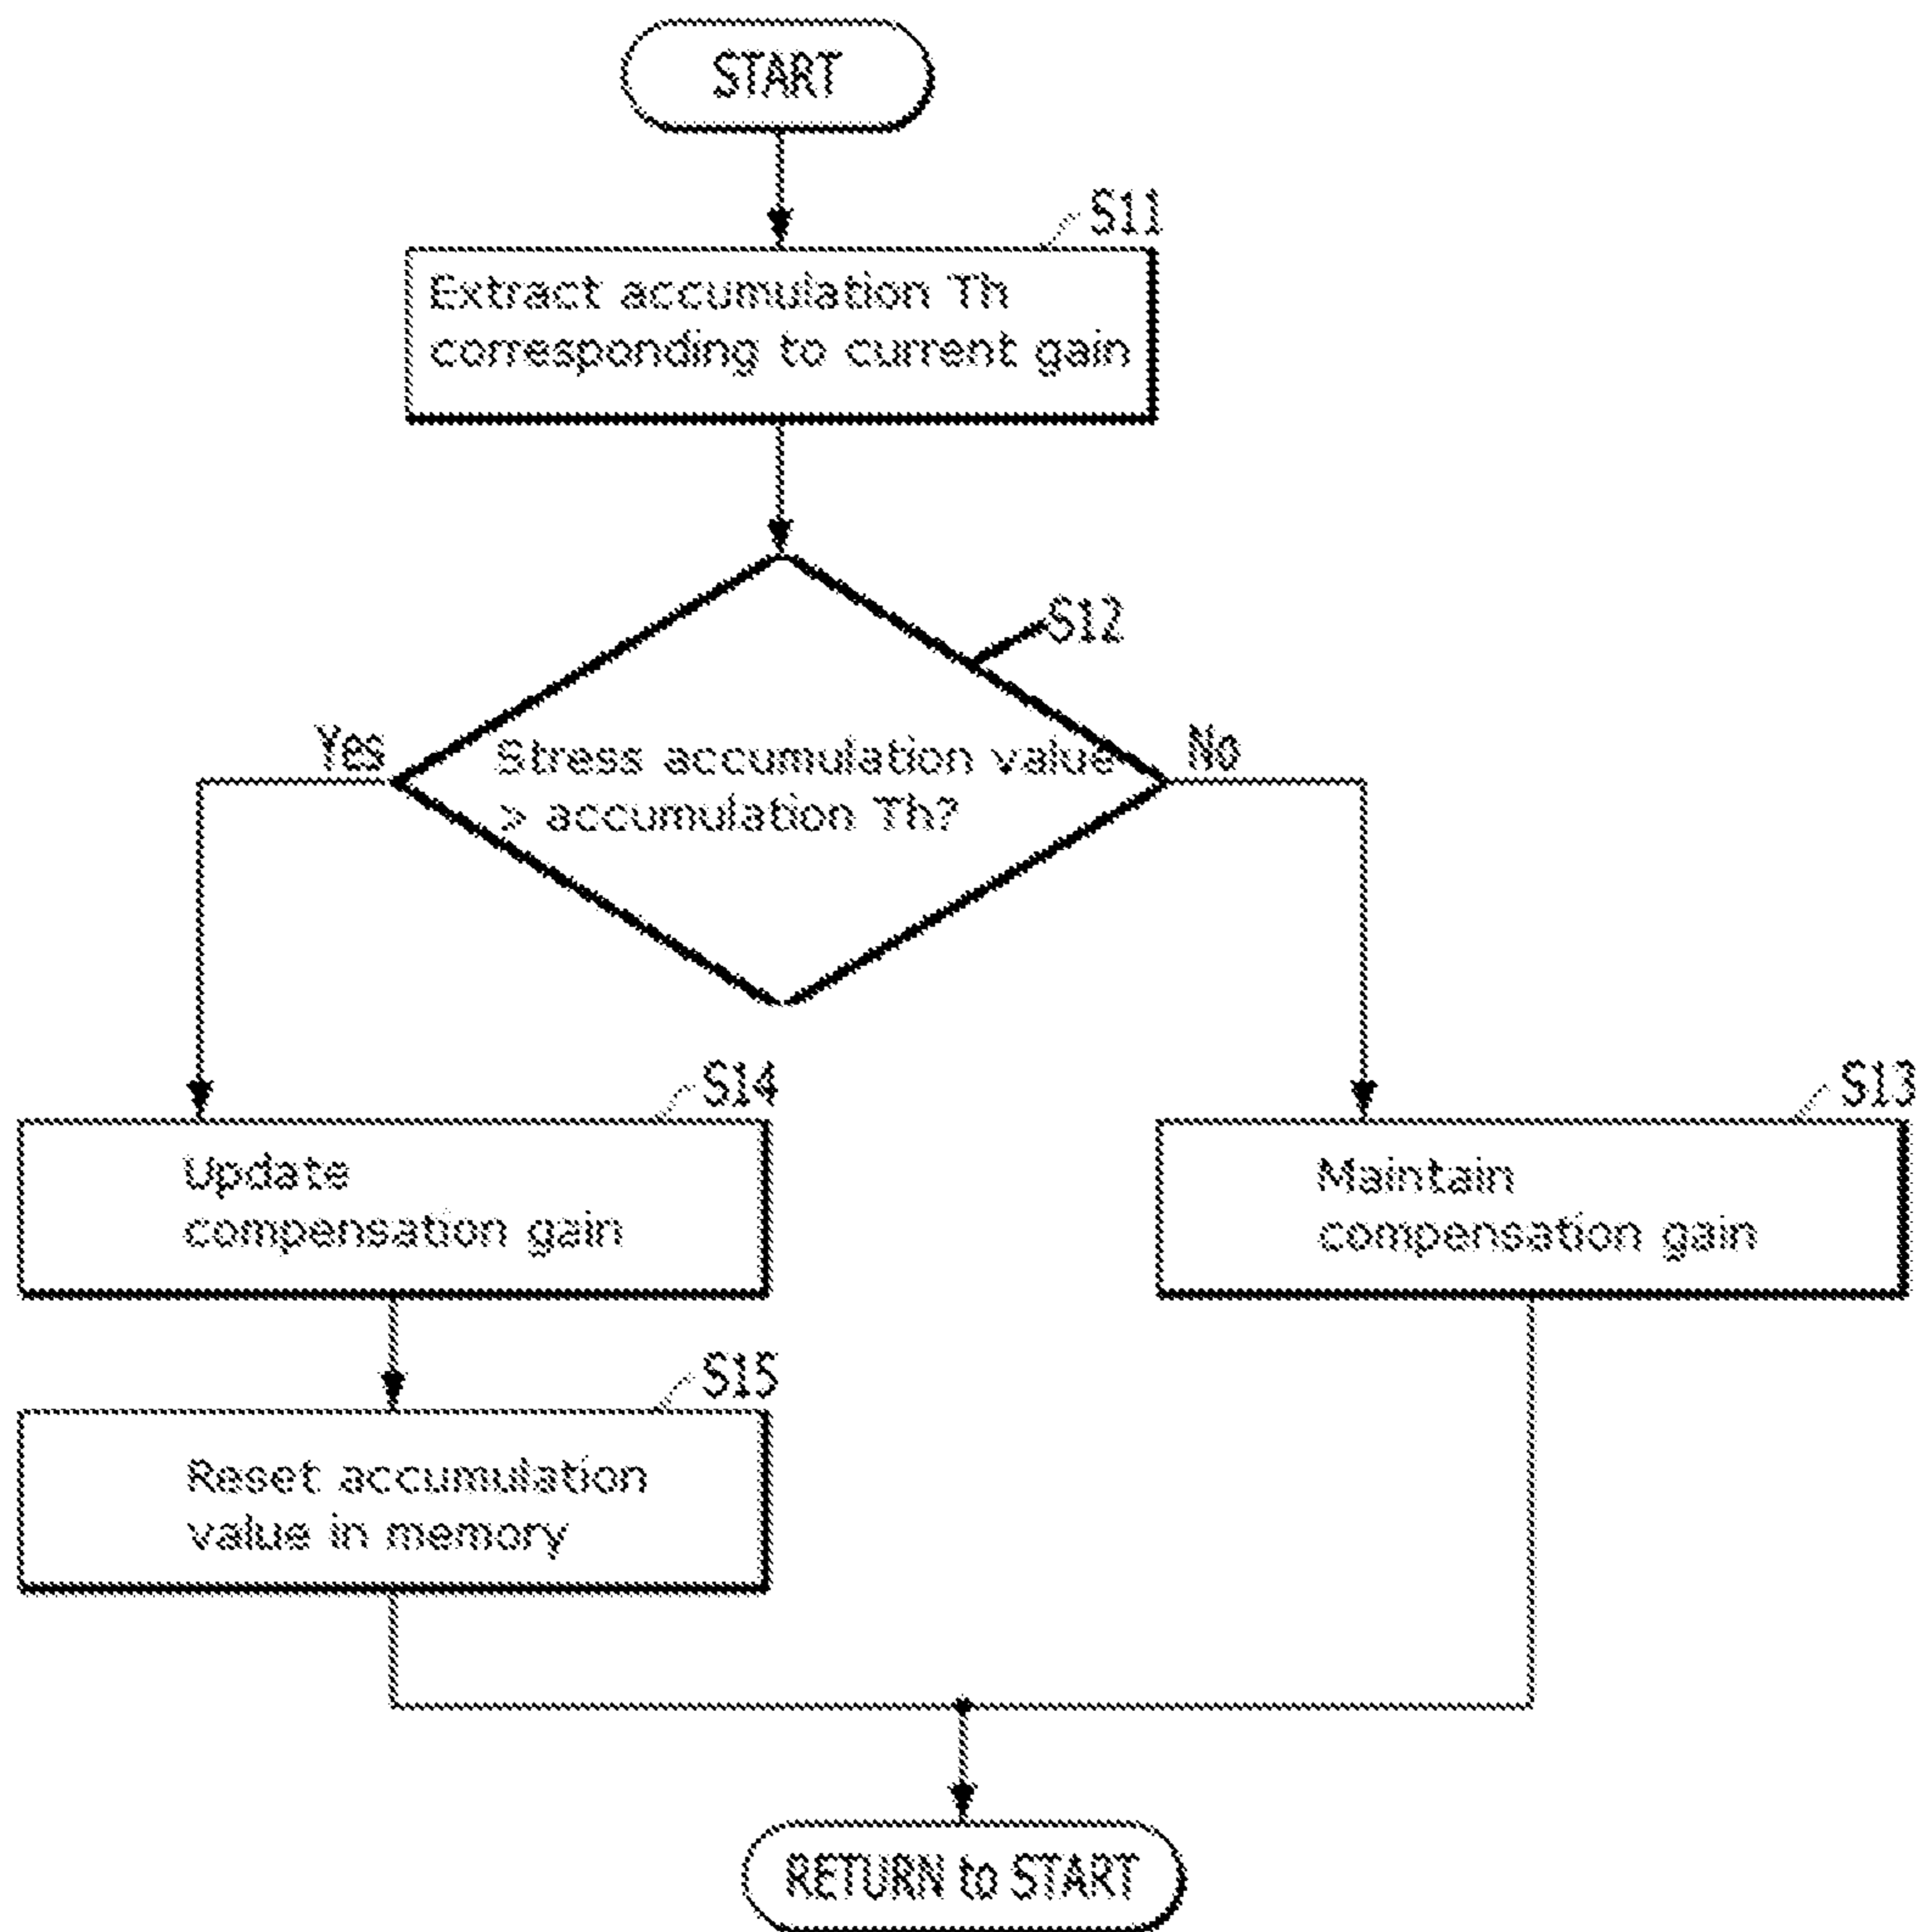 START
S11
Extract accumulation Th
corresponding to current gain
S12
Yes
No
Stress accumulation value
> accumulation Th?
S14
Update
compensation gain
S13
Maintain
compensation gain
S15
Reset accumulation
value in memory
RETURN to START